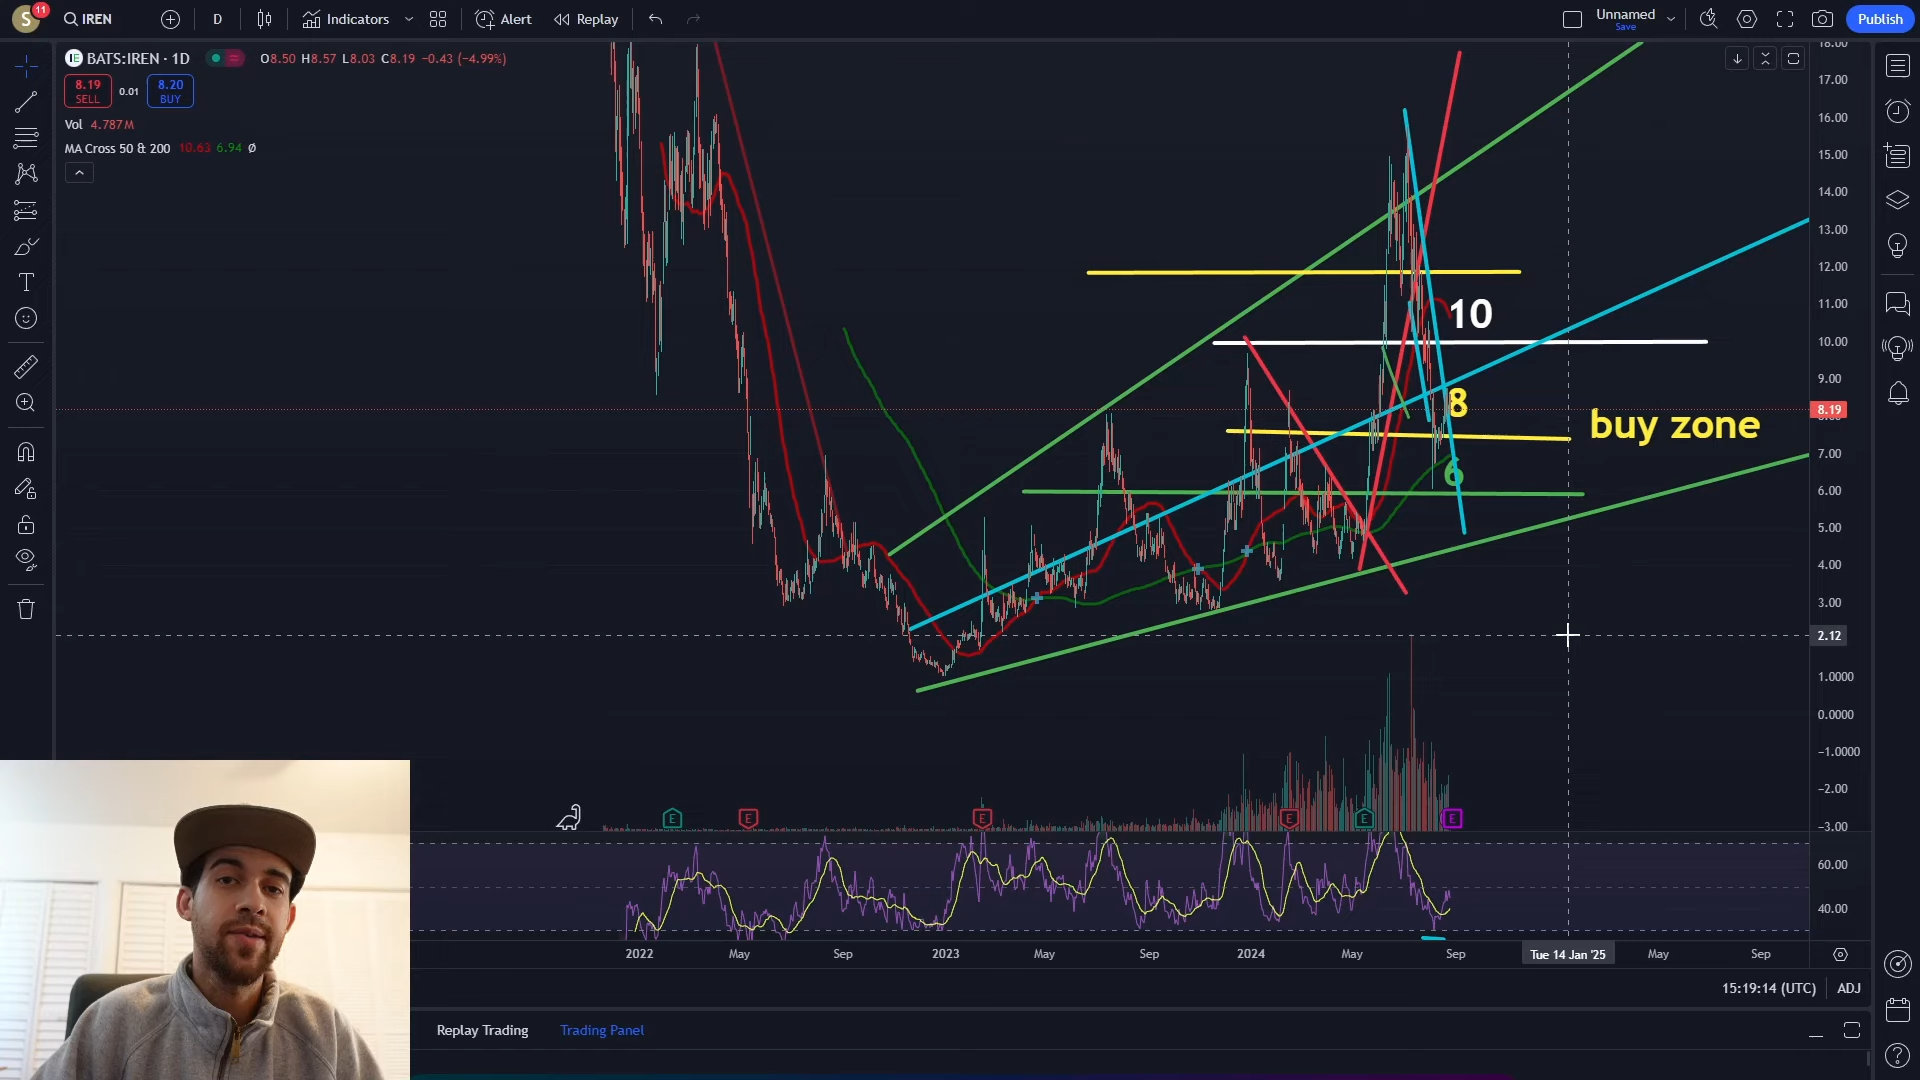 S 11 IREN D Indicators Alert Replay Unnamed Save Publish
BATS:IREN · 1D O8.50 H8.57 L8.03 C8.19 −0.43 (−4.99%)
8.19 SELL 0.01 8.20 BUY
Vol 4.787M
MA Cross 50 & 200 10.63 6.94 Ø
18.00
17.00
16.00
15.00
14.00
13.00
12.00
11.00
10
10.00
9.00
8
8.19
buy zone
7.00
6
6.00
5.00
4.00
3.00
2.12
1.0000
0.0000
−1.0000
−2.00
E E E E E E
−3.00
60.00
40.00
2022 May Sep 2023 May Sep 2024 May Sep Tue 14 Jan '25 May Sep
15:19:14 (UTC) ADJ
Replay Trading Trading Panel